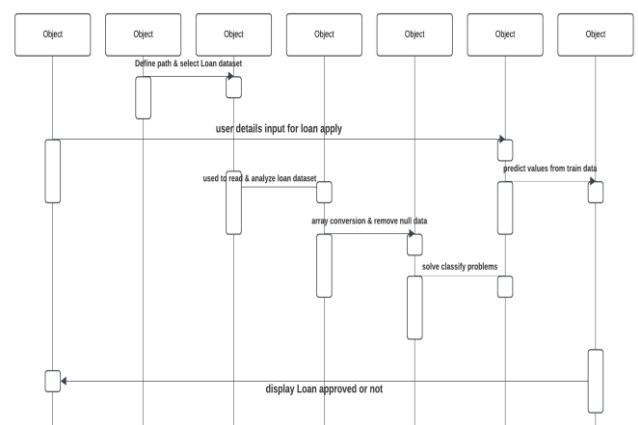 Object
Object
Object
Object
Object
Object
Object
Define path & select Loan dataset
user details input for loan apply
predict values from train data
used to read & analyze loan dataset
array conversion & remove null data
solve classify problems
display Loan approved or not